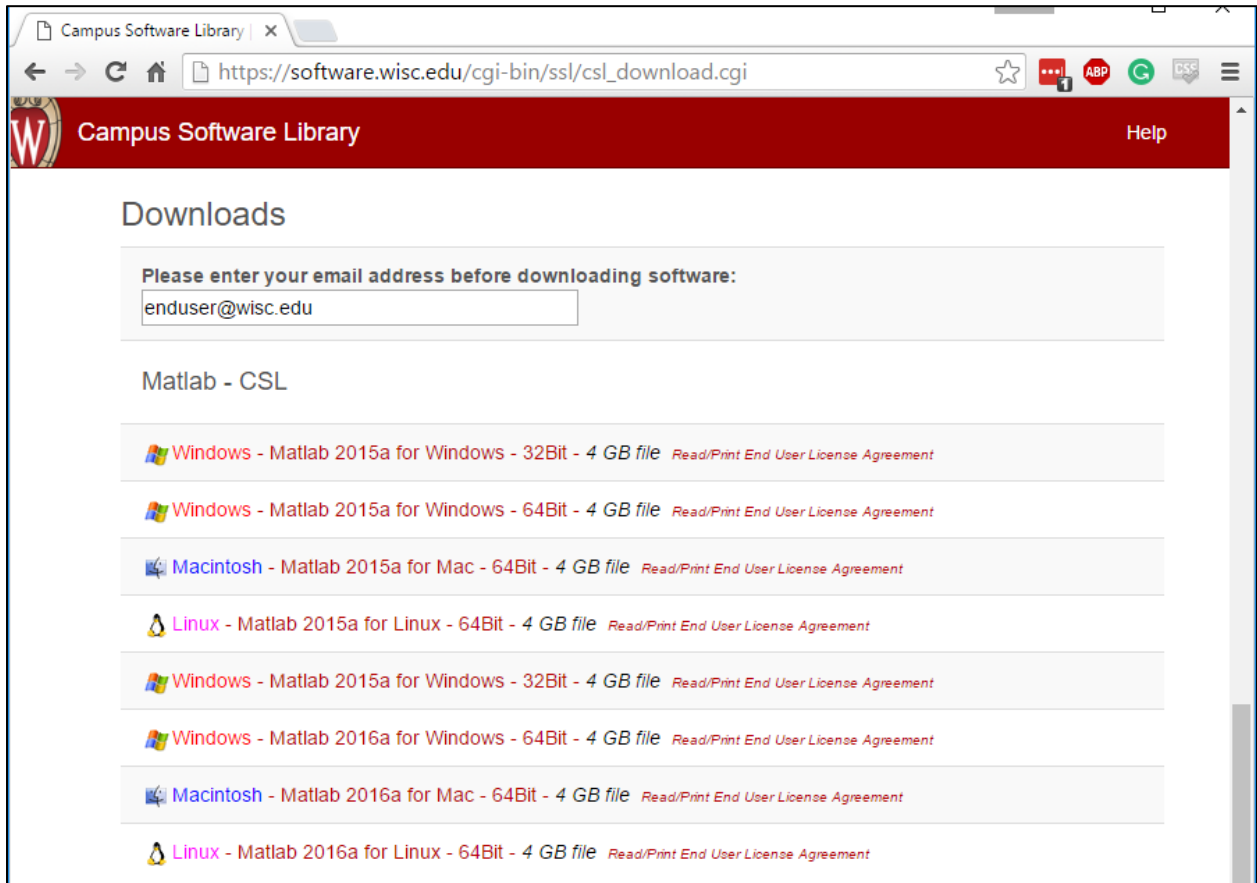 Campus Software Library
https://software.wisc.edu/cgi-bin/ssl/csl_download.cgi
1
ABP
G
CSS
W
Campus Software Library
Help
Downloads
Please enter your email address before downloading software:
enduser@wisc.edu
Matlab - CSL
Windows - Matlab 2015a for Windows - 32Bit - 4 GB file Read/Print End User License Agreement
Windows - Matlab 2015a for Windows - 64Bit - 4 GB file Read/Print End User License Agreement
Macintosh - Matlab 2015a for Mac - 64Bit - 4 GB file Read/Print End User License Agreement
Linux - Matlab 2015a for Linux - 64Bit - 4 GB file Read/Print End User License Agreement
Windows - Matlab 2015a for Windows - 32Bit - 4 GB file Read/Print End User License Agreement
Windows - Matlab 2016a for Windows - 64Bit - 4 GB file Read/Print End User License Agreement
Macintosh - Matlab 2016a for Mac - 64Bit - 4 GB file Read/Print End User License Agreement
Linux - Matlab 2016a for Linux - 64Bit - 4 GB file Read/Print End User License Agreement